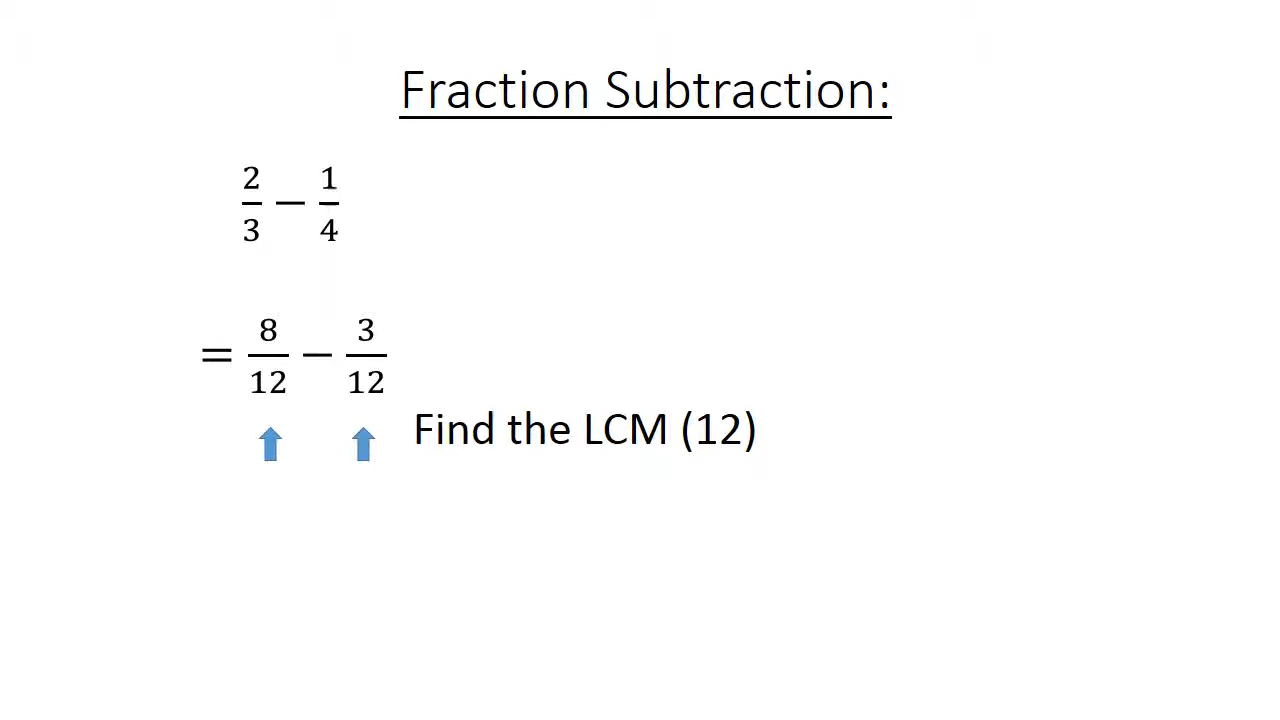 Fraction Subtraction:
2/3 − 1/4
= 8/12 − 3/12
Find the LCM (12)